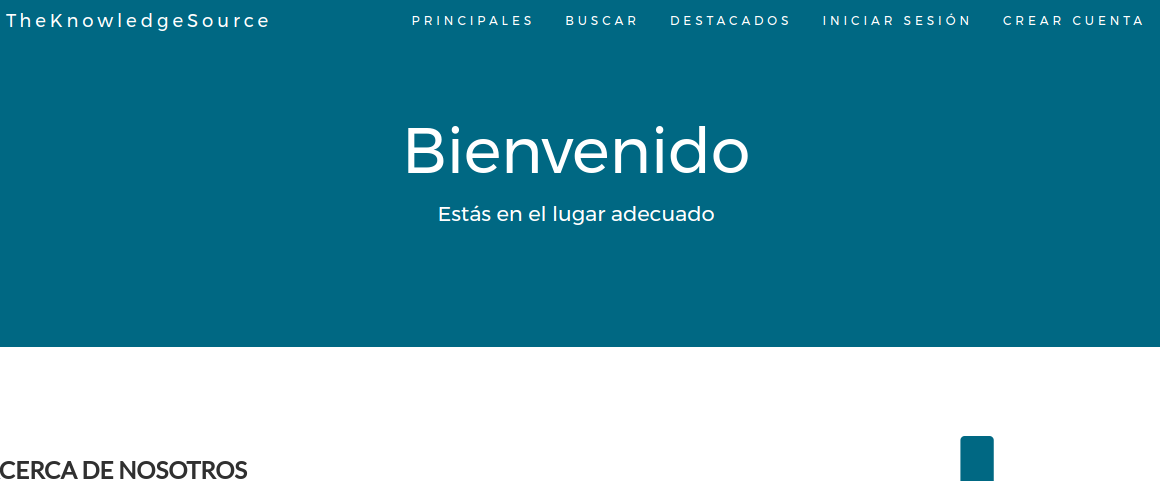 TheKnowledgeSource PRINCIPALES BUSCAR DESTACADOS INICIAR SESIÓN CREAR CUENTA
Bienvenido
Estás en el lugar adecuado
CERCA DE NOSOTROS